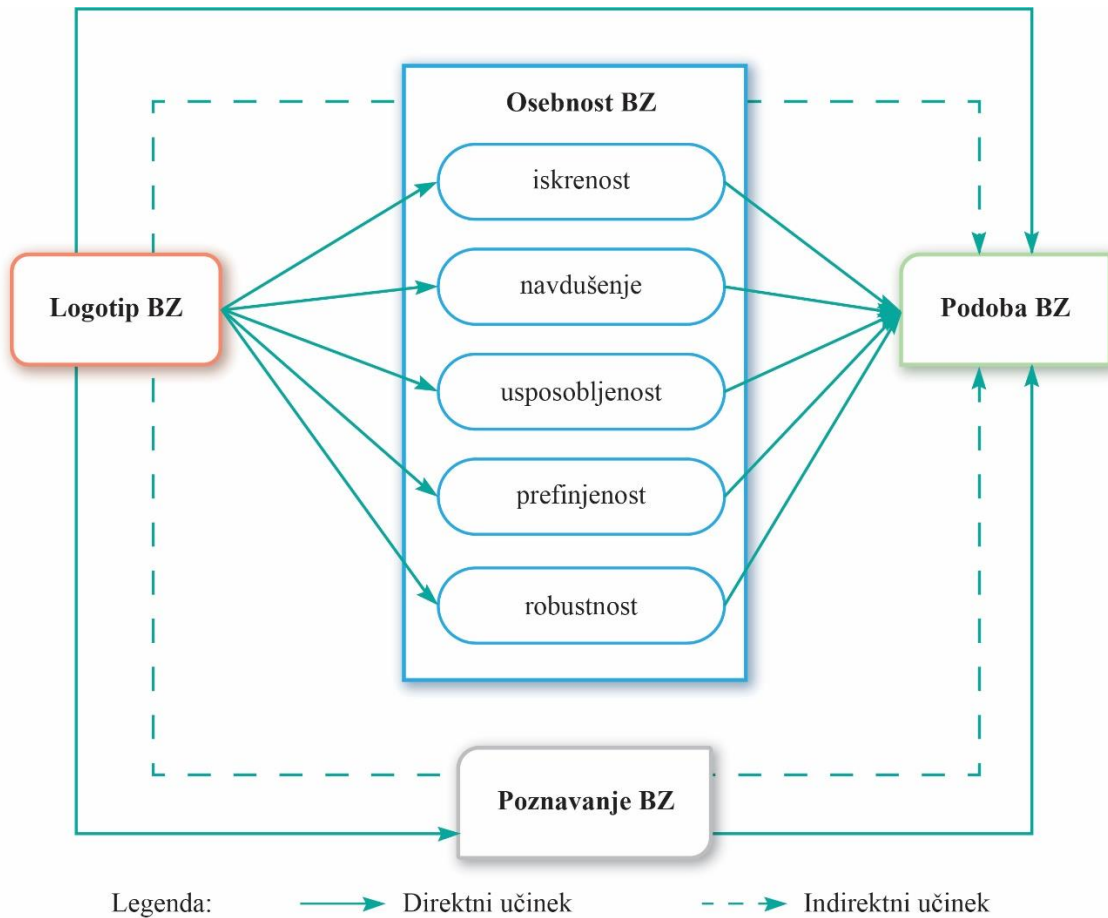 Osebnost BZ
iskrenost
navdušenje
Logotip BZ
Podoba BZ
usposobljenost
prefinjenost
robustnost
Poznavanje BZ
Legenda:
Direktni učinek
Indirektni učinek